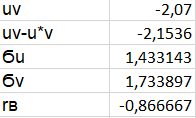 uv -2,07
uv-u*v -2,1536
бu 1,433143
бv 1,733897
rв -0,866667